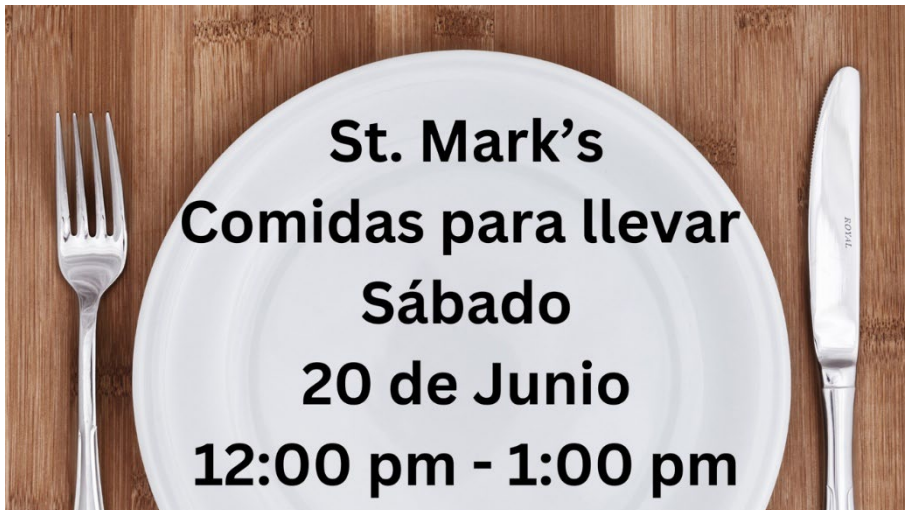 St. Mark’s
Comidas para llevar
Sábado
20 de Junio
12:00 pm - 1:00 pm
ROYAL